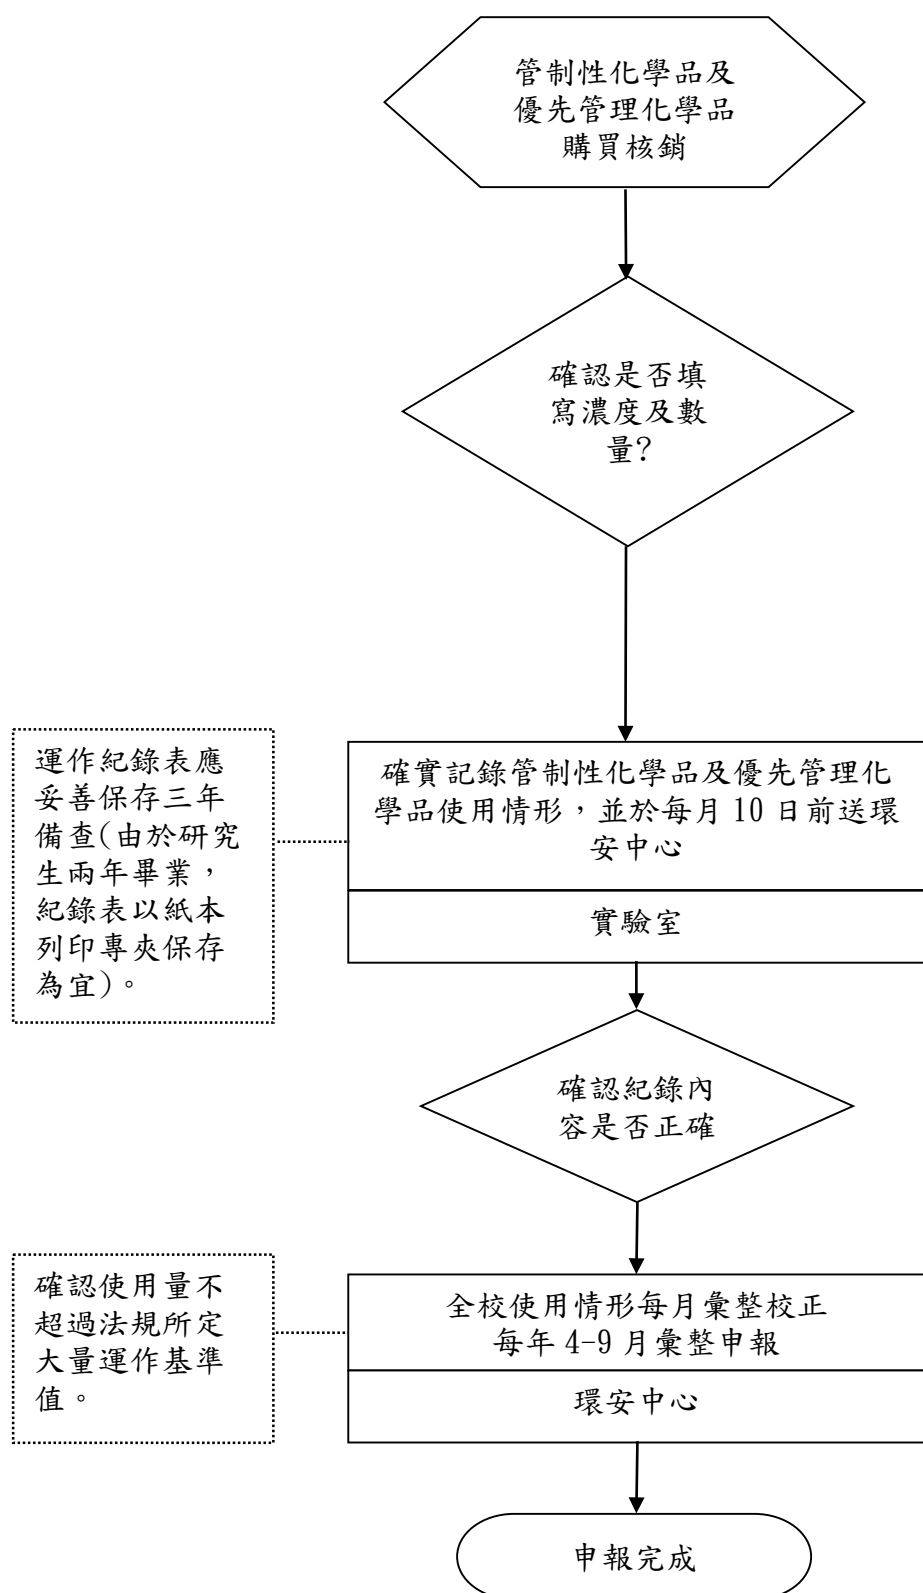 管制性化學品及
優先管理化學品
購買核銷
確認是否填
寫濃度及數
量?
運作紀錄表應
妥善保存三年
備查(由於研究
生兩年畢業，
紀錄表以紙本
列印專夾保存
為宜)。
確實記錄管制性化學品及優先管理化
學品使用情形，並於每月 10 日前送環
安中心
實驗室
確認紀錄內
容是否正確
確認使用量不
超過法規所定
大量運作基準
值。
全校使用情形每月彙整校正
每年 4-9 月彙整申報
環安中心
申報完成